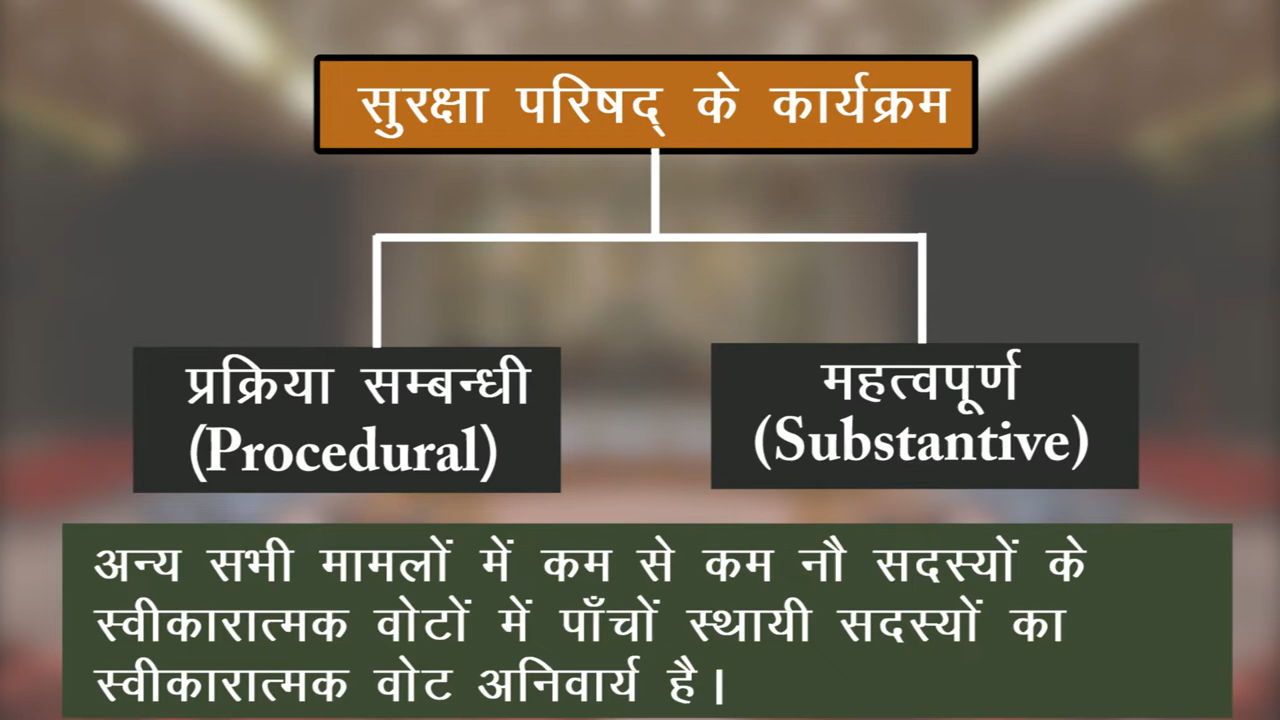 सुरक्षा परिषद् के कार्यक्रम
प्रक्रिया सम्बन्धी
(Procedural)
महत्वपूर्ण
(Substantive)
अन्य सभी मामलों में कम से कम नौ सदस्यों के
स्वीकारात्मक वोटों में पाँचों स्थायी सदस्यों का
स्वीकारात्मक वोट अनिवार्य है।